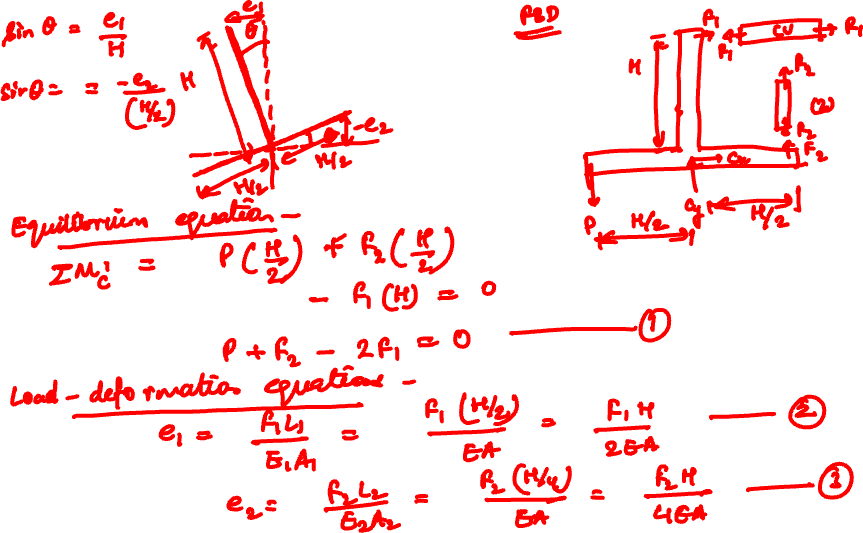 sin θ = e₁/H
e₁
θ
H
sin θ = = -e₂/(H/2)
-e₂
H/2
H/2
FBD
F₁
F₁
(1)
F₁
H
F₂
(2)
F₂
F₂
Cx
P
H/2
Cy
H/2
Equilibrium equation -
ΣMc = P(H/2) + F₂(H/2)
- F₁(H) = 0
P + F₂ - 2F₁ = 0 ——— ①
Load - deformation equations -
e₁ = F₁L₁/E₁A₁ = F₁(H/2)/EA = F₁H/2EA —— ②
e₂ = F₂L₂/E₂A₂ = F₂(H/4)/EA = F₂H/4EA —— ③